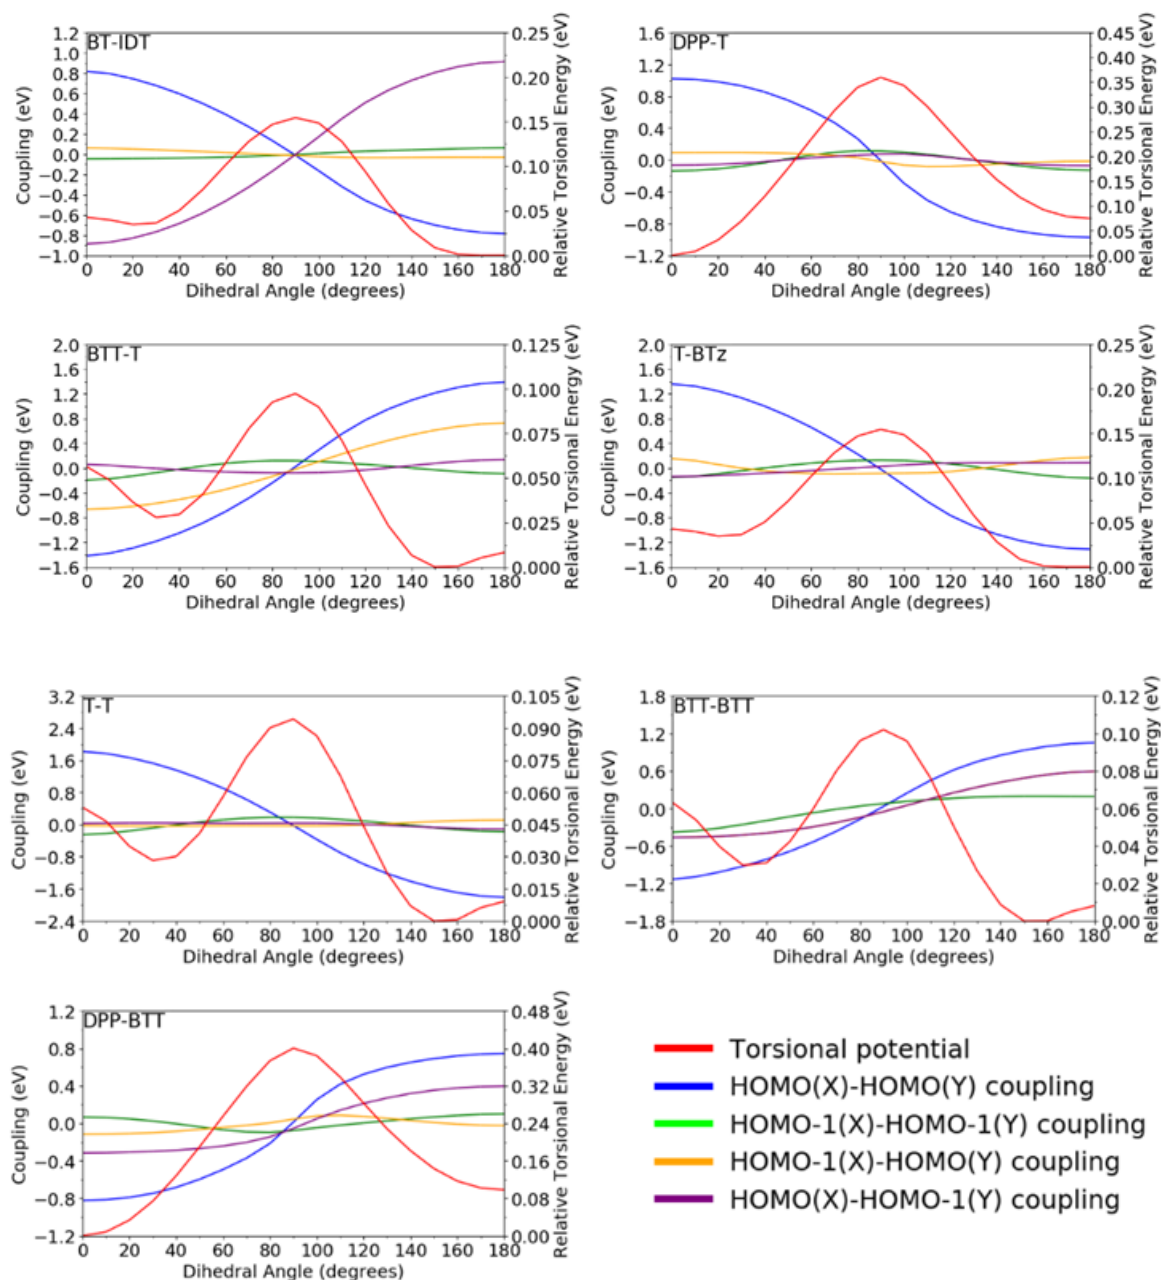 BT-IDT
Coupling (eV)
1.2
1.0
0.8
0.6
0.4
0.2
0.0
−0.2
−0.4
−0.6
−0.8
−1.0
0 20 40 60 80 100 120 140 160 180
Dihedral Angle (degrees)
0.25
0.20
0.15
0.10
0.05
0.00
Relative Torsional Energy (eV)
DPP-T
Coupling (eV)
1.6
1.2
0.8
0.4
0.0
−0.4
−0.8
−1.2
0 20 40 60 80 100 120 140 160 180
Dihedral Angle (degrees)
0.45
0.40
0.35
0.30
0.25
0.20
0.15
0.10
0.05
0.00
Relative Torsional Energy (eV)
BTT-T
Coupling (eV)
2.0
1.6
1.2
0.8
0.4
0.0
−0.4
−0.8
−1.2
−1.6
0 20 40 60 80 100 120 140 160 180
Dihedral Angle (degrees)
0.125
0.100
0.075
0.050
0.025
0.000
Relative Torsional Energy (eV)
T-BTz
Coupling (eV)
2.0
1.6
1.2
0.8
0.4
0.0
−0.4
−0.8
−1.2
−1.6
0 20 40 60 80 100 120 140 160 180
Dihedral Angle (degrees)
0.25
0.20
0.15
0.10
0.05
0.00
Relative Torsional Energy (eV)
T-T
Coupling (eV)
3.2
2.4
1.6
0.8
0.0
−0.8
−1.6
−2.4
0 20 40 60 80 100 120 140 160 180
Dihedral Angle (degrees)
0.105
0.090
0.075
0.060
0.045
0.030
0.015
0.000
Relative Torsional Energy (eV)
BTT-BTT
Coupling (eV)
1.8
1.2
0.6
0.0
−0.6
−1.2
−1.8
0 20 40 60 80 100 120 140 160 180
Dihedral Angle (degrees)
0.12
0.10
0.08
0.06
0.04
0.02
0.00
Relative Torsional Energy (eV)
DPP-BTT
Coupling (eV)
1.2
0.8
0.4
0.0
−0.4
−0.8
−1.2
0 20 40 60 80 100 120 140 160 180
Dihedral Angle (degrees)
0.48
0.40
0.32
0.24
0.16
0.08
0.00
Relative Torsional Energy (eV)
Torsional potential
HOMO(X)-HOMO(Y) coupling
HOMO-1(X)-HOMO-1(Y) coupling
HOMO-1(X)-HOMO(Y) coupling
HOMO(X)-HOMO-1(Y) coupling